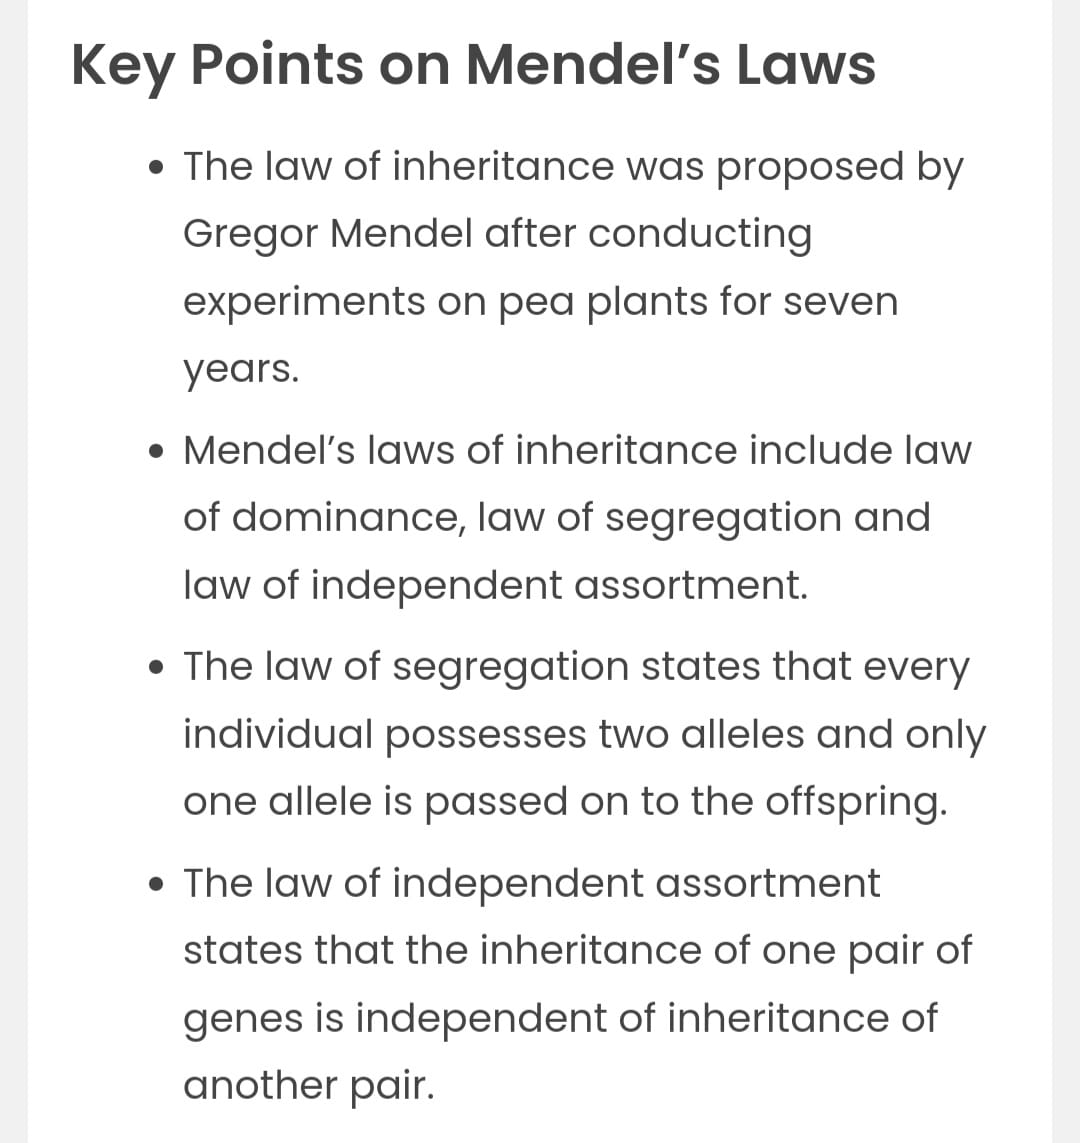 Key Points on Mendel’s Laws
• The law of inheritance was proposed by
Gregor Mendel after conducting
experiments on pea plants for seven
years.
• Mendel’s laws of inheritance include law
of dominance, law of segregation and
law of independent assortment.
• The law of segregation states that every
individual possesses two alleles and only
one allele is passed on to the offspring.
• The law of independent assortment
states that the inheritance of one pair of
genes is independent of inheritance of
another pair.